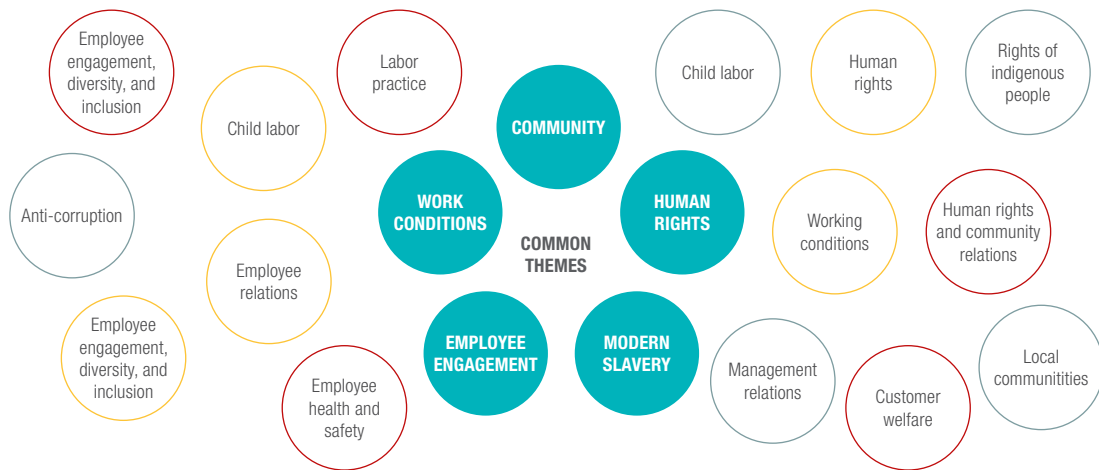 Employee
engagement,
diversity, and
inclusion
Labor
practice
Child labor
Human
rights
Rights of
indigenous
people
Child labor
COMMUNITY
Anti-corruption
WORK
CONDITIONS
HUMAN
RIGHTS
Working
conditions
Human rights
and community
relations
COMMON
THEMES
Employee
relations
Employee
engagement,
diversity, and
inclusion
EMPLOYEE
ENGAGEMENT
MODERN
SLAVERY
Management
relations
Local
communitities
Employee
health and
safety
Customer
welfare